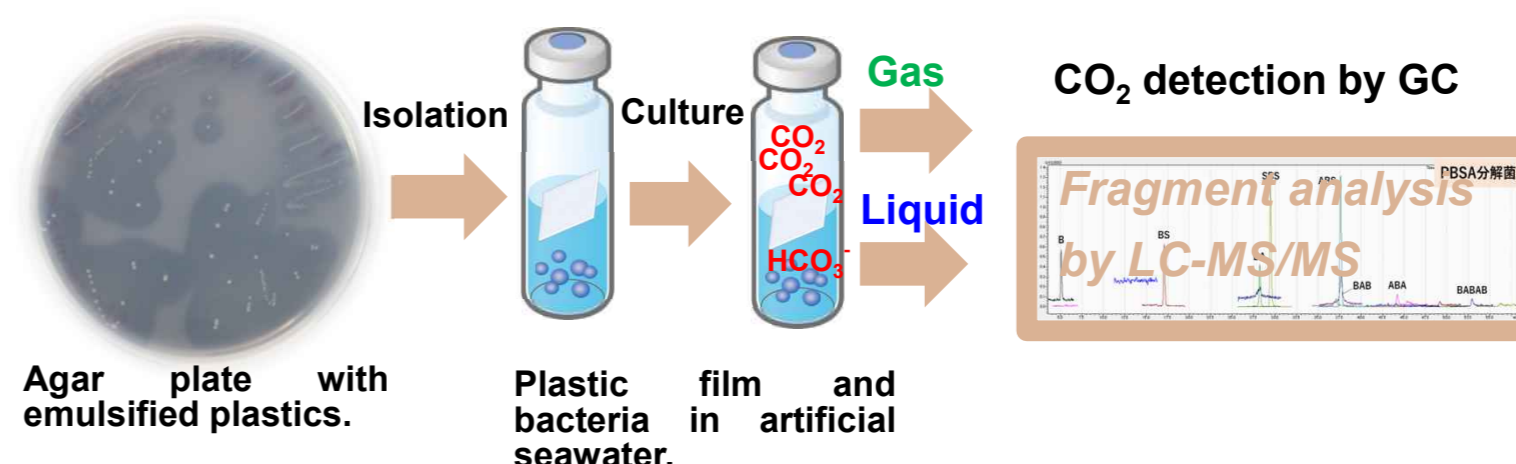 Isolation
Culture
Gas
CO₂ detection by GC
CO₂
CO₂
CO₂
Liquid
HCO₃⁻
PBSA分解菌
Fragment analysis
by LC-MS/MS
B
BS
BAB
ABA
BABAB
Agar plate with
emulsified plastics.
Plastic film and
bacteria in artificial
seawater.